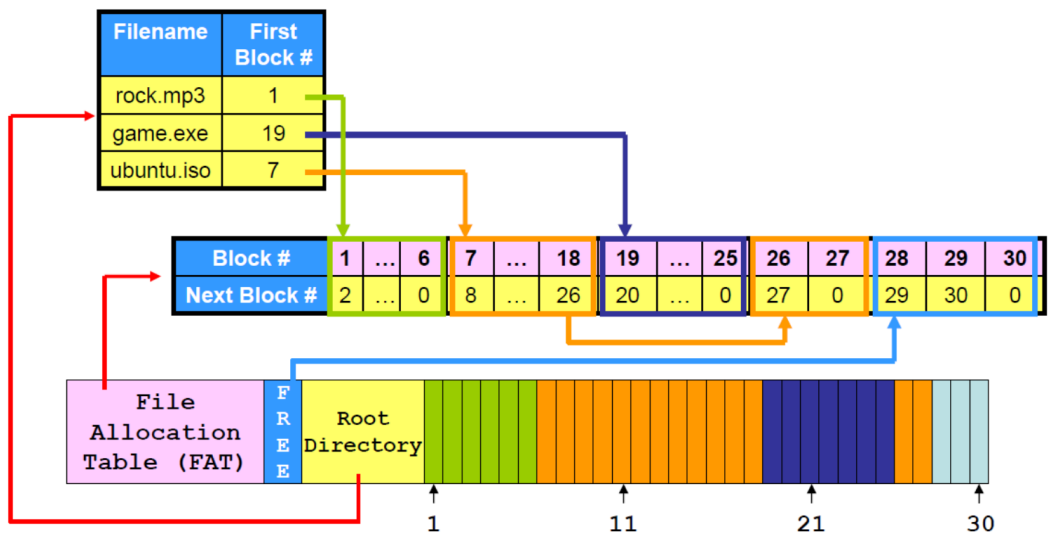 Filename First
Block #
rock.mp3 1
game.exe 19
ubuntu.iso 7
Block # 1 ... 6 7 ... 18 19 ... 25 26 27 28 29 30
Next Block # 2 ... 0 8 ... 26 20 ... 0 27 0 29 30 0
File
Allocation
Table (FAT)
F
R
E
E
Root
Directory
1 11 21 30